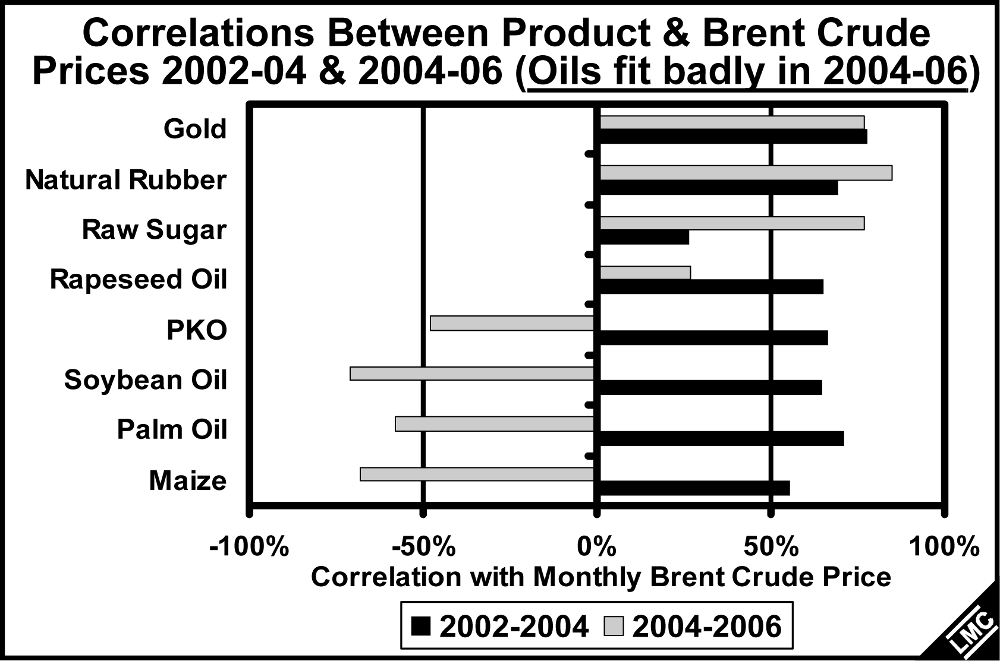 Correlations Between Product & Brent Crude
Prices 2002-04 & 2004-06 (Oils fit badly in 2004-06)
Gold
Natural Rubber
Raw Sugar
Rapeseed Oil
PKO
Soybean Oil
Palm Oil
Maize
-100% -50% 0% 50% 100%
Correlation with Monthly Brent Crude Price
2002-2004 2004-2006
LMC